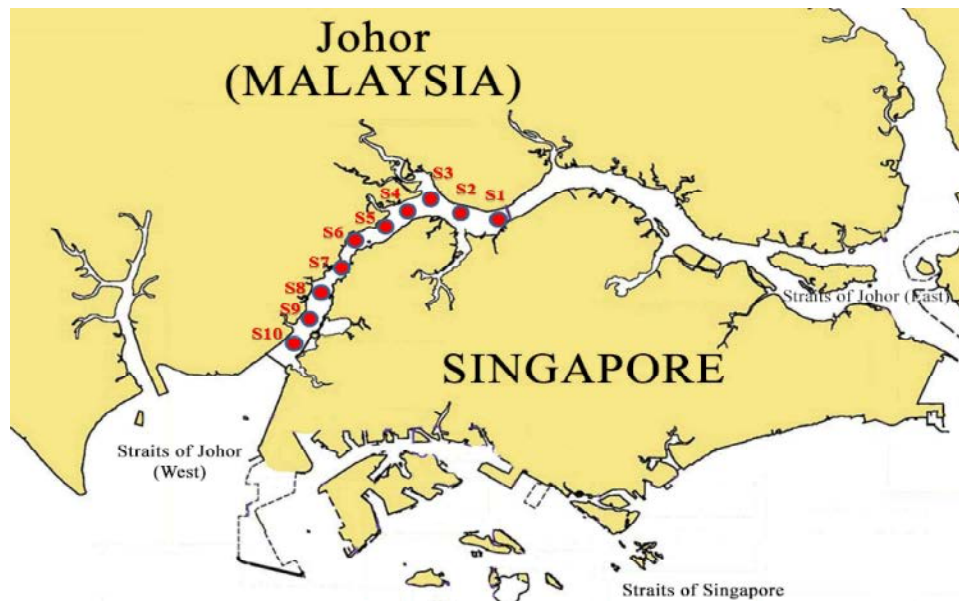 Johor
(MALAYSIA)
S3
S4
S2
S1
S5
S6
S7
S8
S9
S10
Straits of Johor (East)
SINGAPORE
Straits of Johor
(West)
Straits of Singapore